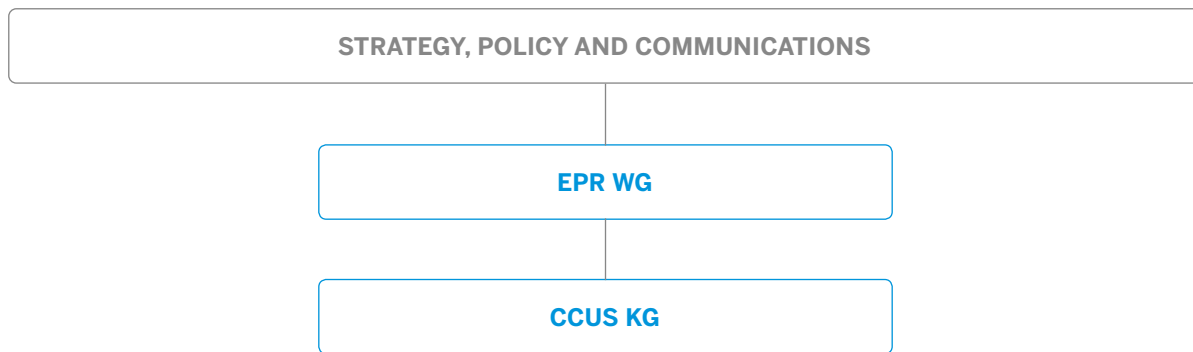 STRATEGY, POLICY AND COMMUNICATIONS
EPR WG
CCUS KG